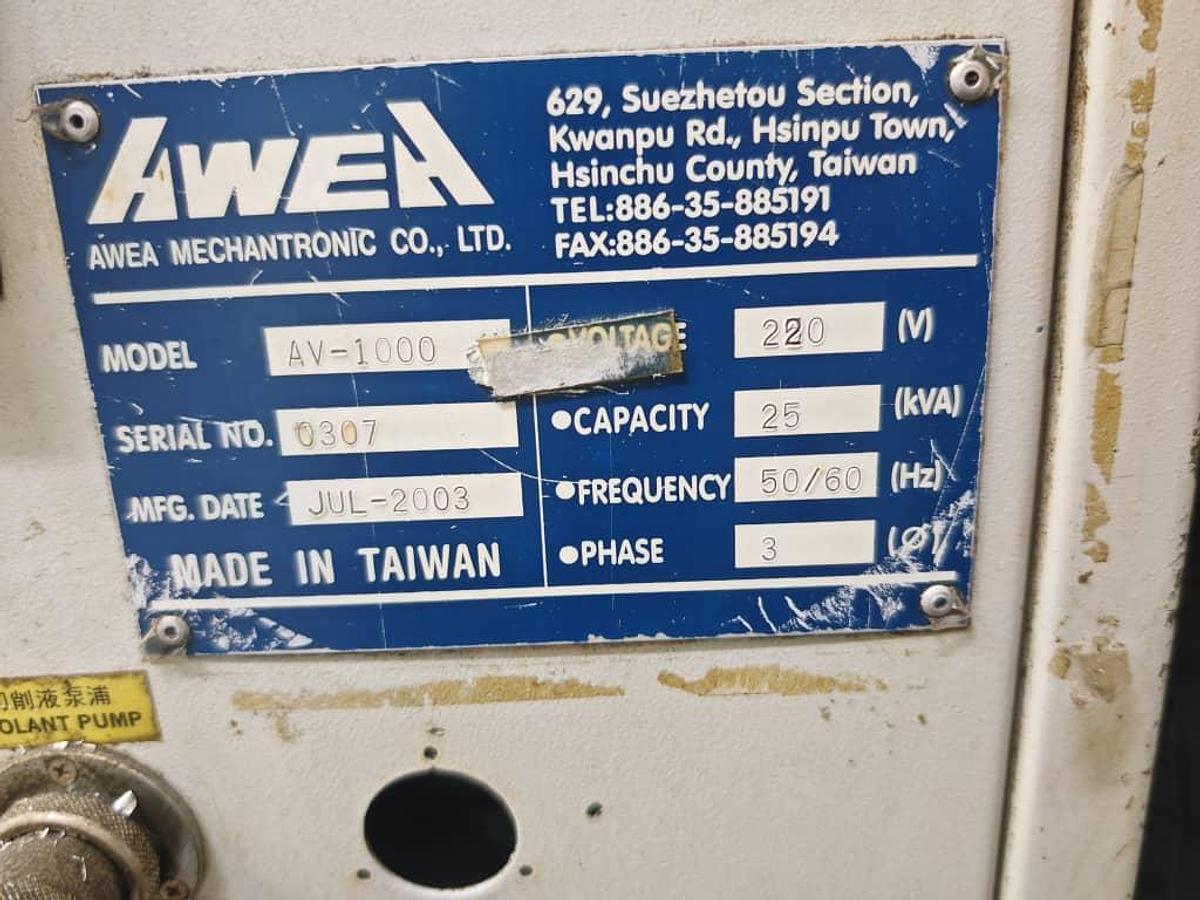 AWEA
AWEA MECHANTRONIC CO., LTD.
629, Suezhetou Section,
Kwanpu Rd., Hsinpu Town,
Hsinchu County, Taiwan
TEL:886-35-885191
FAX:886-35-885194
MODEL AV-1000
SERIAL NO. 0307
MFG. DATE JUL-2003
MADE IN TAIWAN
●VOLTAGE 220 (V)
●CAPACITY 25 (kVA)
●FREQUENCY 50/60 (Hz)
●PHASE 3 (Ø)
削液泵浦
OLANT PUMP